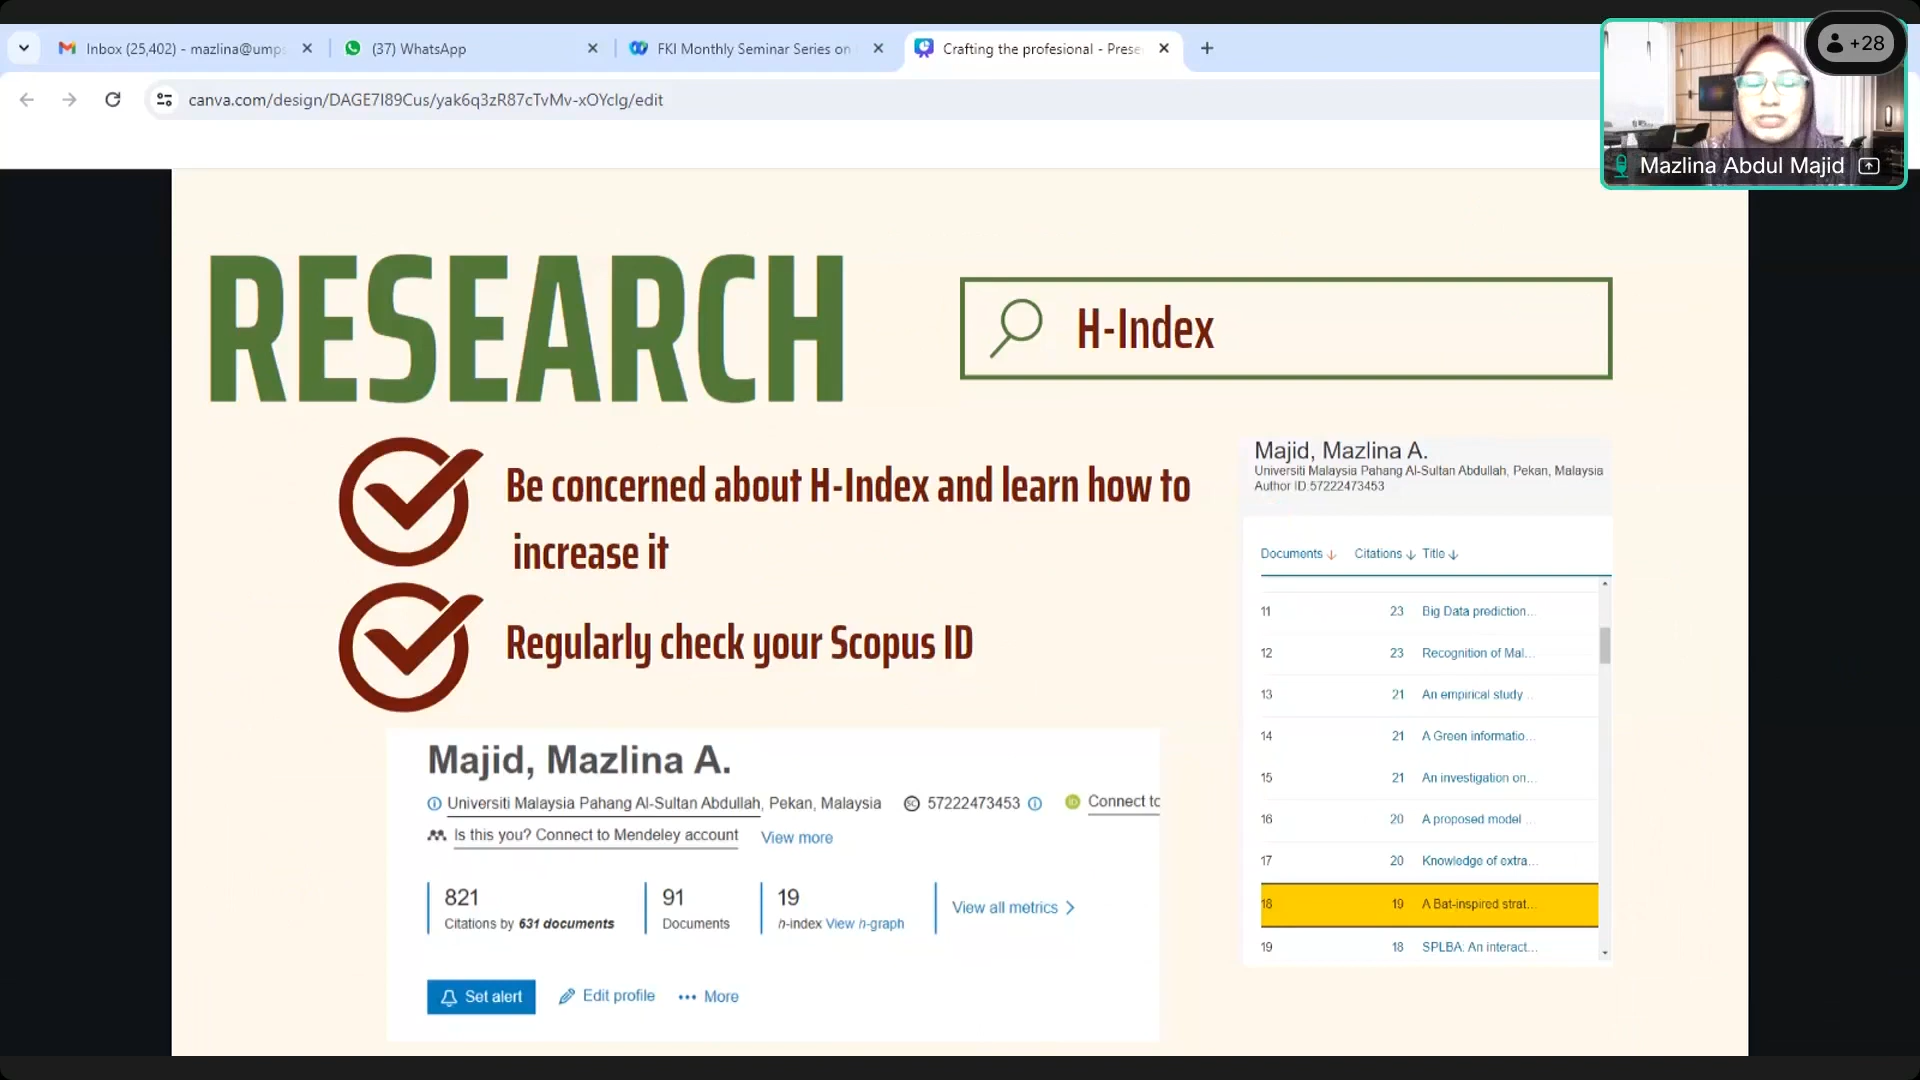 Inbox (25,402) - mazlina@ump
(37) WhatsApp
FKI Monthly Seminar Series on
Crafting the profesional - Prese
+28
canva.com/design/DAGE7I89Cus/yak6q3zR87cTvMv-xOYcIg/edit
Mazlina Abdul Majid
RESEARCH
H-Index
Be concerned about H-Index and learn how to
increase it
Regularly check your Scopus ID
Majid, Mazlina A.
Universiti Malaysia Pahang Al-Sultan Abdullah, Pekan, Malaysia
Author ID:57222473453
Documents Citations Title
11 23 Big Data prediction...
12 23 Recognition of Mal...
13 21 An empirical study ...
14 21 A Green informatio...
15 21 An investigation on...
16 20 A proposed model ...
17 20 Knowledge of extra...
18 19 A Bat-inspired strat...
19 18 SPLBA: An interact...
Majid, Mazlina A.
Universiti Malaysia Pahang Al-Sultan Abdullah, Pekan, Malaysia SC 57222473453 iD Connect to
Is this you? Connect to Mendeley account View more
821
Citations by 631 documents
91
Documents
19
h-index View h-graph
View all metrics >
Set alert Edit profile ... More